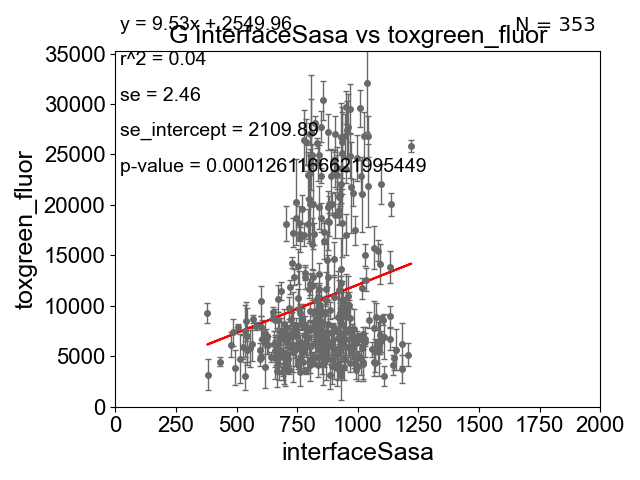 y = 9.53x + 2549.96
N = 353
G InterfaceSasa vs toxgreen_fluor
r^2 = 0.04
se = 2.46
se_intercept = 2109.89
p-value = 0.0001261166621995449
toxgreen_fluor
35000
30000
25000
20000
15000
10000
5000
0
0 250 500 750 1000 1250 1500 1750 2000
interfaceSasa